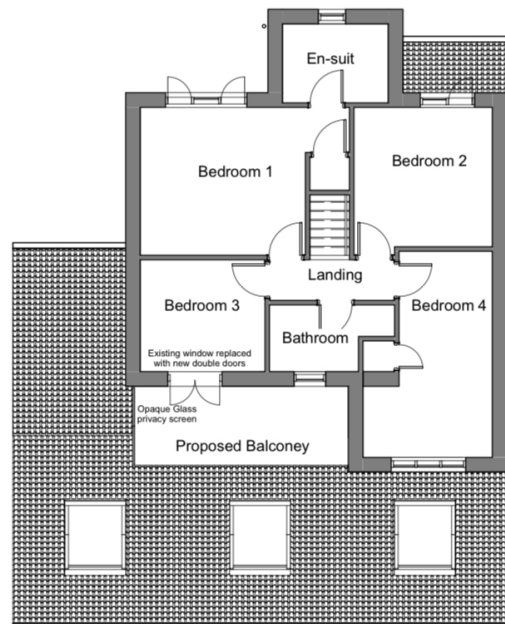 En-suit
Bedroom 1
Bedroom 2
Landing
Bedroom 3
Bedroom 4
Bathroom
Existing window replaced
with new double doors
Opaque Glass
privacy screen
Proposed Balconey